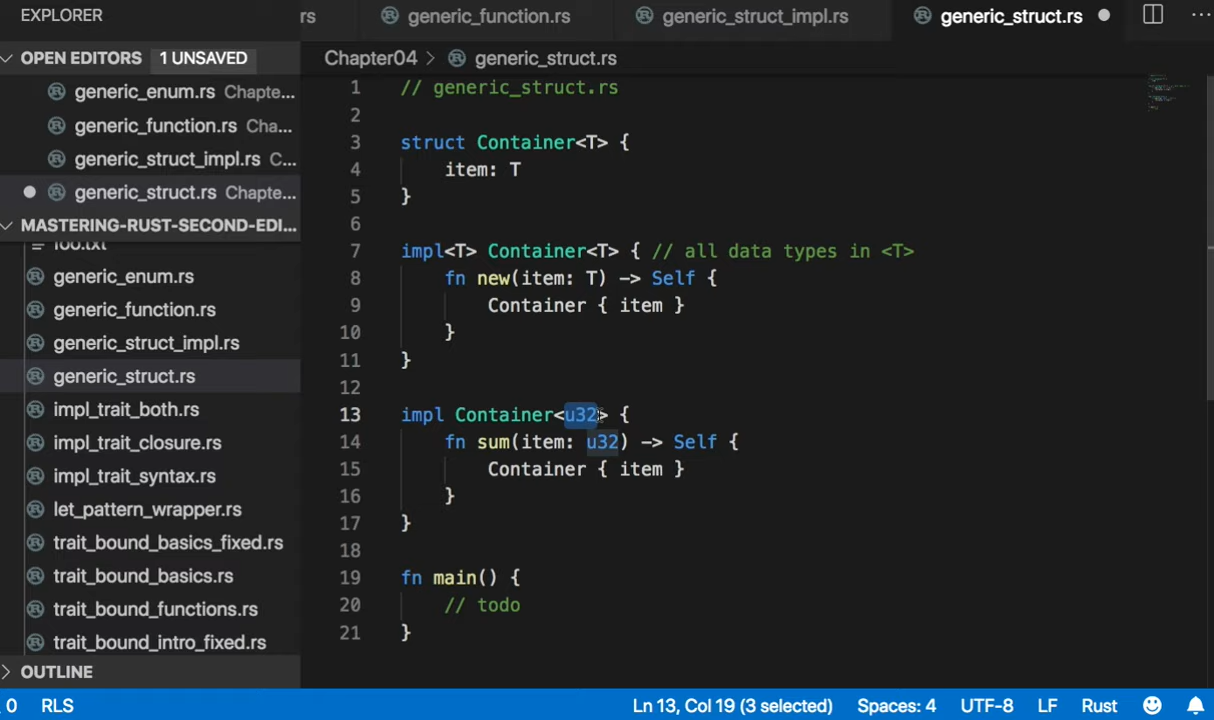 EXPLORER
rs generic_function.rs generic_struct_impl.rs generic_struct.rs ...
OPEN EDITORS 1 UNSAVED
generic_enum.rs Chapte...
generic_function.rs Cha...
generic_struct_impl.rs C...
generic_struct.rs Chapte...
MASTERING-RUST-SECOND-EDI...
foo.txt
generic_enum.rs
generic_function.rs
generic_struct_impl.rs
generic_struct.rs
impl_trait_both.rs
impl_trait_closure.rs
impl_trait_syntax.rs
let_pattern_wrapper.rs
trait_bound_basics_fixed.rs
trait_bound_basics.rs
trait_bound_functions.rs
trait_bound_intro_fixed.rs
OUTLINE
Chapter04 > generic_struct.rs
1 // generic_struct.rs
2
3 struct Container<T> {
4 item: T
5 }
6
7 impl<T> Container<T> { // all data types in <T>
8 fn new(item: T) -> Self {
9 Container { item }
10 }
11 }
12
13 impl Container<u32> {
14 fn sum(item: u32) -> Self {
15 Container { item }
16 }
17 }
18
19 fn main() {
20 // todo
21 }
0 RLS Ln 13, Col 19 (3 selected) Spaces: 4 UTF-8 LF Rust